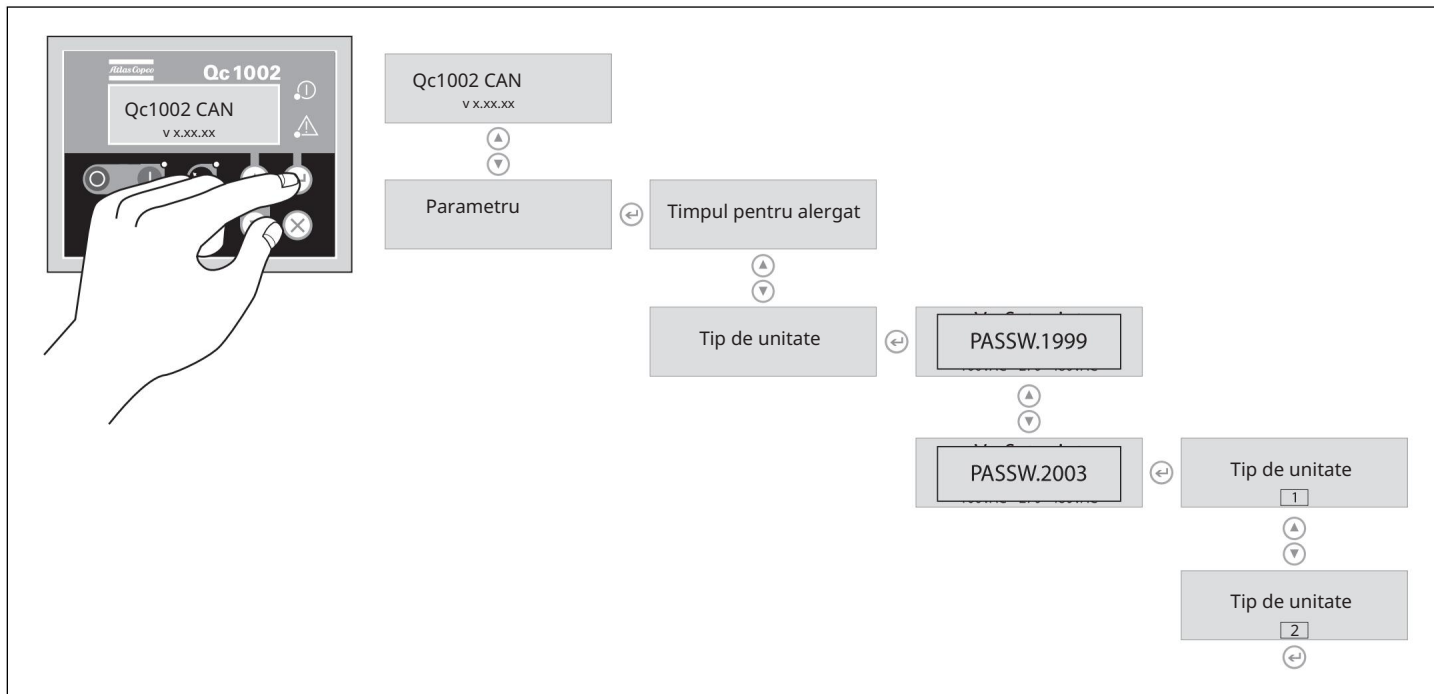 Atlas Copco
Qc1002
Qc1002 CAN
v x.xx.xx
Qc1002 CAN
v x.xx.xx
Parametru
Timpul pentru alergat
Tip de unitate
PASSW.1999
PASSW.2003
Tip de unitate
1
Tip de unitate
2